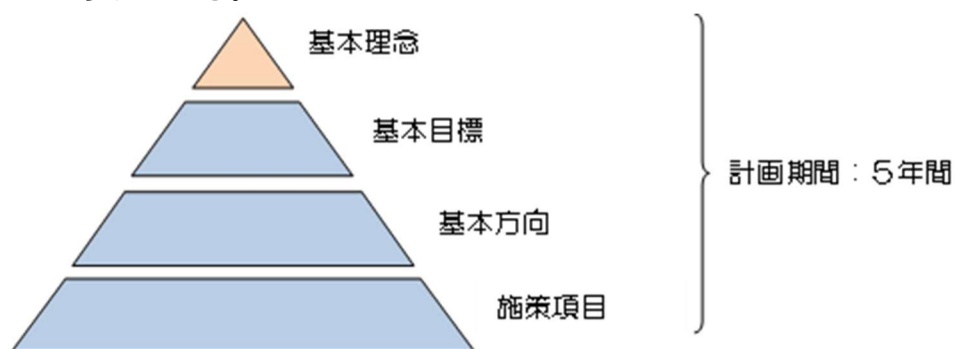 基本理念
基本目標
計画期間：５年間
基本方向
施策項目